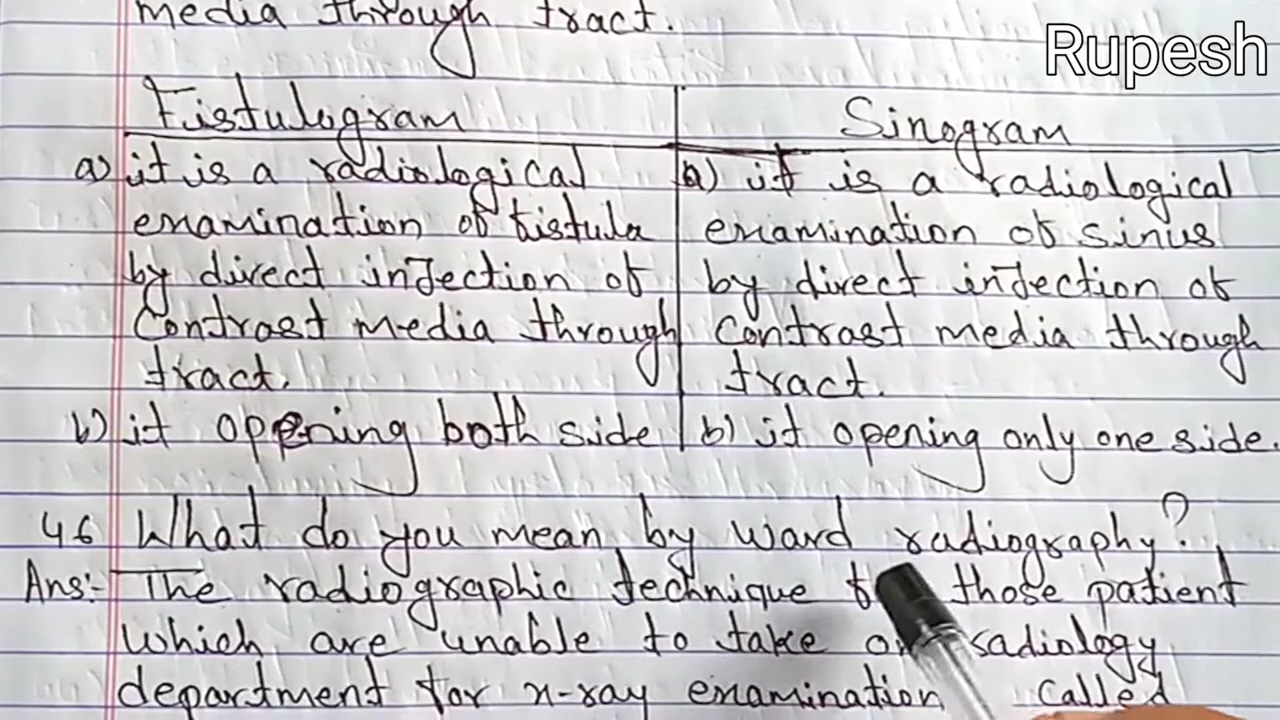 media through tract.
Rupesh
Fistulogram | Sinogram
a) it is a radiological | a) it is a radiological
examination of fistula | examination of sinus
by direct injection of | by direct injection of
Contrast media through | Contrast media through
tract. | tract.
b) it opening both side | b) it opening only one side.
46 What do you mean by ward radiography?
Ans:- The radiographic technique those patient
which are unable to take radiology
department for x-ray examination called